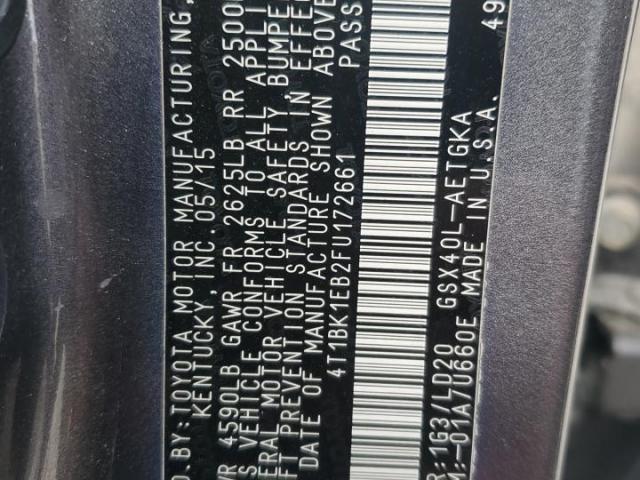 D.BY:TOYOTA MOTOR MANUFACTURING,
KENTUCKY, INC 05/15
WR 4590LB GAWR FR 2625LB RR 2500
S VEHICLE CONFORMS TO ALL APPLI
ERAL MOTOR VEHICLE SAFETY, BUMPE
FT PREVENTION STANDARDS IN EFFEC
DATE OF MANUFACTURE SHOWN ABOVE
4T1BK1EB2FU172661 PASS
R:1G3/LD20 GSX40L-AETGKA
M:-01A/U660E MADE IN U.S.A. 49